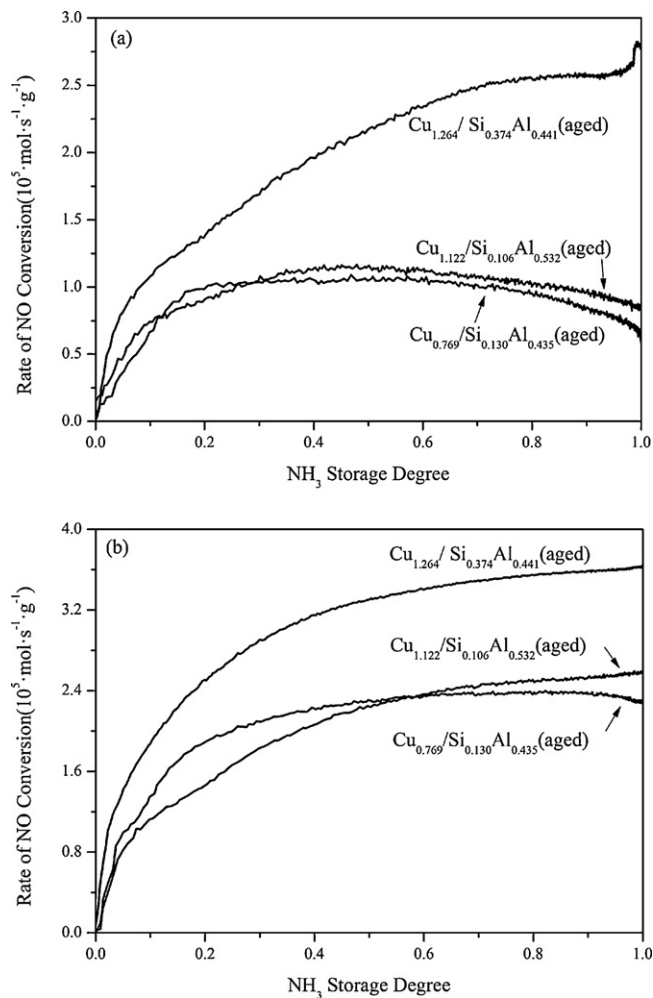 (a)
3.0
2.5
2.0
1.5
1.0
0.5
0.0
Rate of NO Conversion(10⁵·mol·s⁻¹·g⁻¹)
Cu₁.₂₆₄/ Si₀.₃₇₄Al₀.₄₄₁(aged)
Cu₁.₁₂₂/Si₀.₁₀₆Al₀.₅₃₂(aged)
Cu₀.₇₆₉/Si₀.₁₃₀Al₀.₄₃₅(aged)
0.0 0.2 0.4 0.6 0.8 1.0
NH₃ Storage Degree
(b)
4.0
3.2
2.4
1.6
0.8
0.0
Rate of NO Conversion(10⁵·mol·s⁻¹·g⁻¹)
Cu₁.₂₆₄/ Si₀.₃₇₄Al₀.₄₄₁(aged)
Cu₁.₁₂₂/Si₀.₁₀₆Al₀.₅₃₂(aged)
Cu₀.₇₆₉/Si₀.₁₃₀Al₀.₄₃₅(aged)
0.0 0.2 0.4 0.6 0.8 1.0
NH₃ Storage Degree